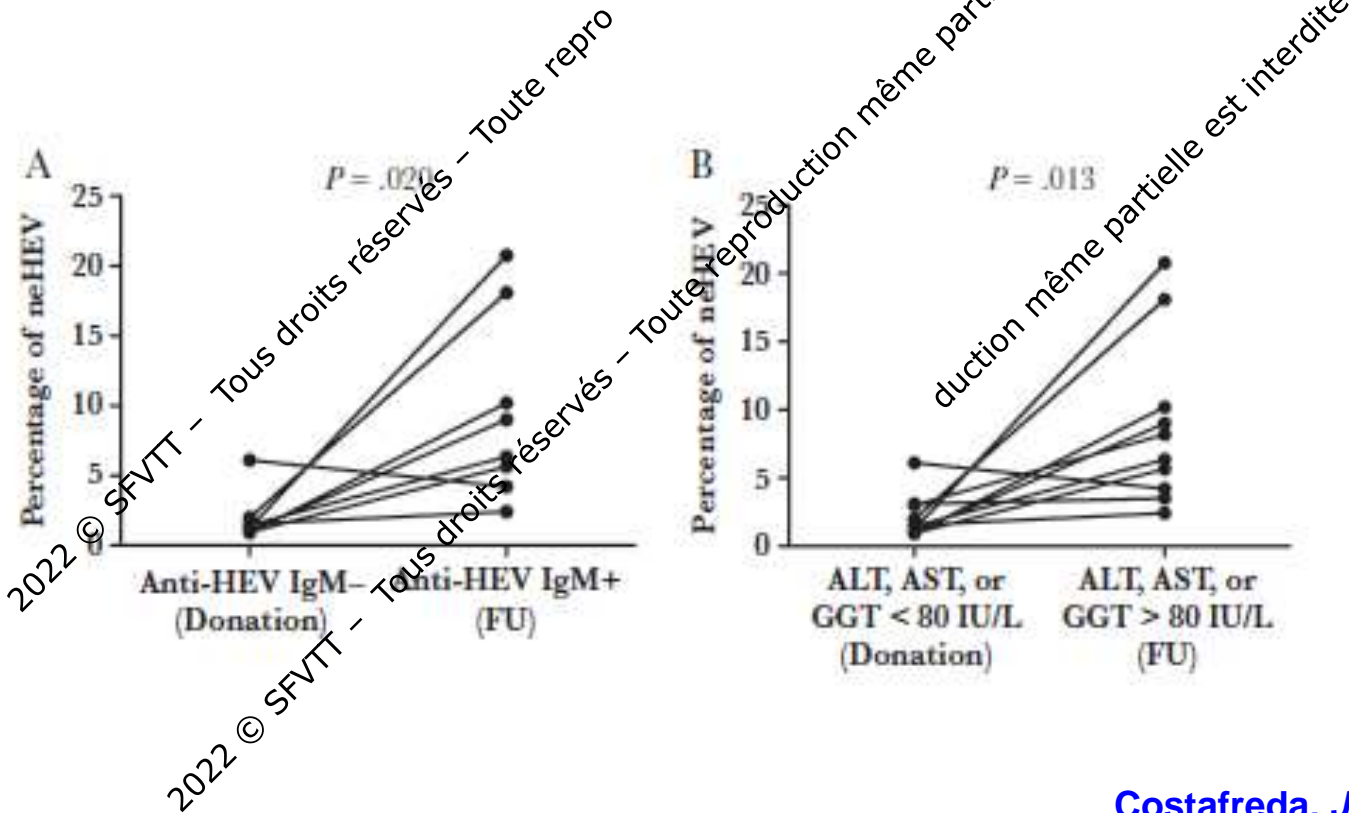 A
P = .020
25
20
15
10
5
0
Percentage of neHEV
Anti-HEV IgM–
(Donation)
Anti-HEV IgM+
(FU)
B
P = .013
25
20
15
10
5
0
Percentage of neHEV
ALT, AST, or
GGT < 80 IU/L
(Donation)
ALT, AST, or
GGT > 80 IU/L
(FU)
2022 © SFVTT – Tous droits réservés – Toute repro
2022 © SFVTT – Tous droits réservés – Toute reproduction même part
duction même partielle est interdite
Costafreda,